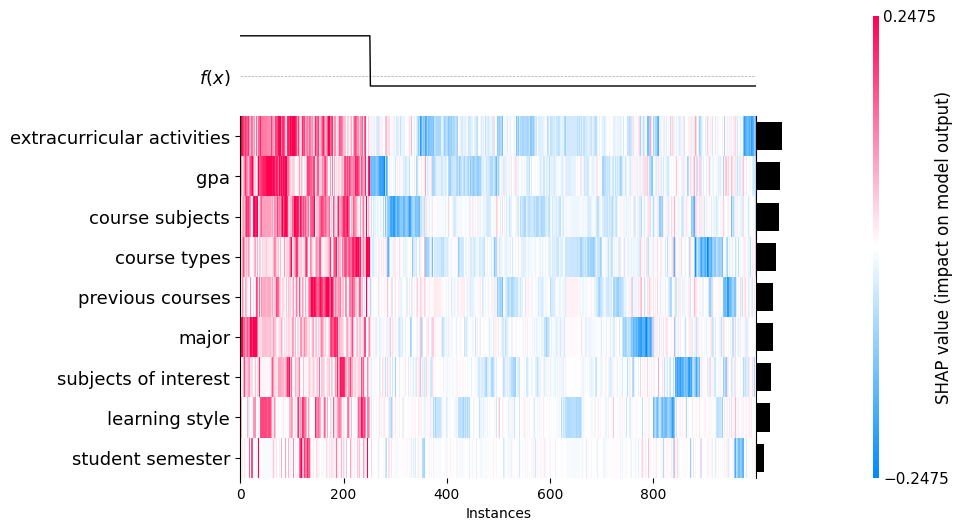 0.2475
f(x)
extracurricular activities
gpa
course subjects
course types
previous courses
major
subjects of interest
learning style
student semester
0 200 400 600 800
Instances
−0.2475
SHAP value (impact on model output)